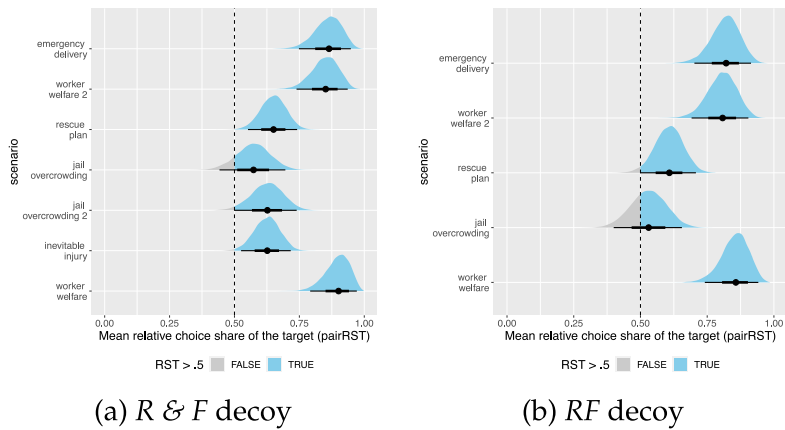 scenario
emergency
delivery
worker
welfare 2
rescue
plan
jail
overcrowding
jail
overcrowding 2
inevitable
injury
worker
welfare
0.00 0.25 0.50 0.75 1.00
Mean relative choice share of the target (pairRST)
RST > .5 FALSE TRUE
(a) R & F decoy
scenario
emergency
delivery
worker
welfare 2
rescue
plan
jail
overcrowding
worker
welfare
0.00 0.25 0.50 0.75 1.00
Mean relative choice share of the target (pairRST)
RST > .5 FALSE TRUE
(b) RF decoy